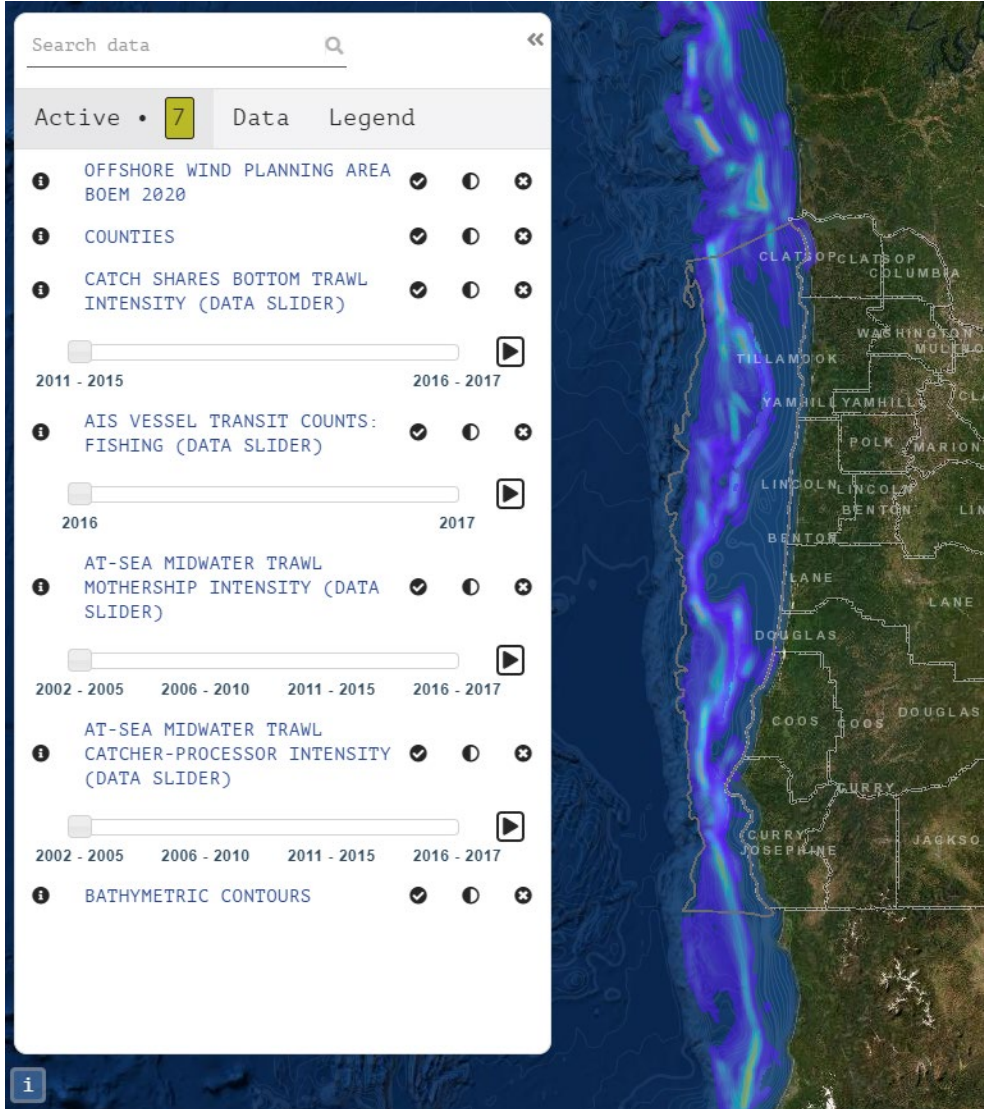 Search data
«
Active • 7 Data Legend
OFFSHORE WIND PLANNING AREA
BOEM 2020
COUNTIES
CATCH SHARES BOTTOM TRAWL
INTENSITY (DATA SLIDER)
2011 - 2015 2016 - 2017
AIS VESSEL TRANSIT COUNTS:
FISHING (DATA SLIDER)
2016 2017
AT-SEA MIDWATER TRAWL
MOTHERSHIP INTENSITY (DATA
SLIDER)
2002 - 2005 2006 - 2010 2011 - 2015 2016 - 2017
AT-SEA MIDWATER TRAWL
CATCHER-PROCESSOR INTENSITY
(DATA SLIDER)
2002 - 2005 2006 - 2010 2011 - 2015 2016 - 2017
BATHYMETRIC CONTOURS
i
CLATSOP CLATSOP
COLUMBIA
WASHINGTON
MULTNO
TILLAMOOK
YAMHILL YAMHILL CLA
POLK MARION
LINCOLN LINCOLN
BENTON LIN
BENTON
LANE
LANE
DOUGLAS
DOUGLAS
COOS COOS
CURRY
CURRY
JOSEPHINE
JACKSO